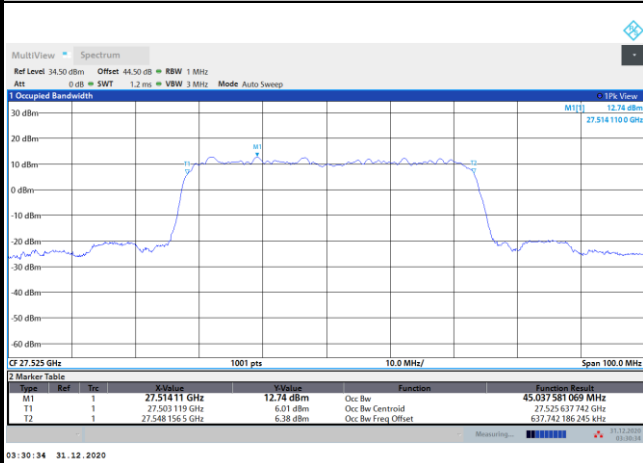 MultiView Spectrum
Ref Level 34.50 dBm Offset 44.50 dB RBW 1 MHz
Att 0 dB SWT 1.2 ms VBW 3 MHz Mode Auto Sweep
1 Occupied Bandwidth 1Pk View
M1[1] 12.74 dBm
27.514 110 0 GHz
30 dBm
20 dBm
M1
T1 T2
10 dBm
0 dBm
-10 dBm
-20 dBm
-30 dBm
-40 dBm
-50 dBm
-60 dBm
CF 27.525 GHz 1001 pts 10.0 MHz/ Span 100.0 MHz
2 Marker Table
Type Ref Trc X-Value Y-Value Function Function Result
M1 1 27.514 11 GHz 12.74 dBm Occ Bw 45.037 581 069 MHz
T1 1 27.503 119 GHz 6.01 dBm Occ Bw Centroid 27.525 637 742 GHz
T2 1 27.548 156 5 GHz 6.38 dBm Occ Bw Freq Offset 637.742 186 245 kHz
Measuring... 31.12.2020
03:30:34
03:30:34 31.12.2020